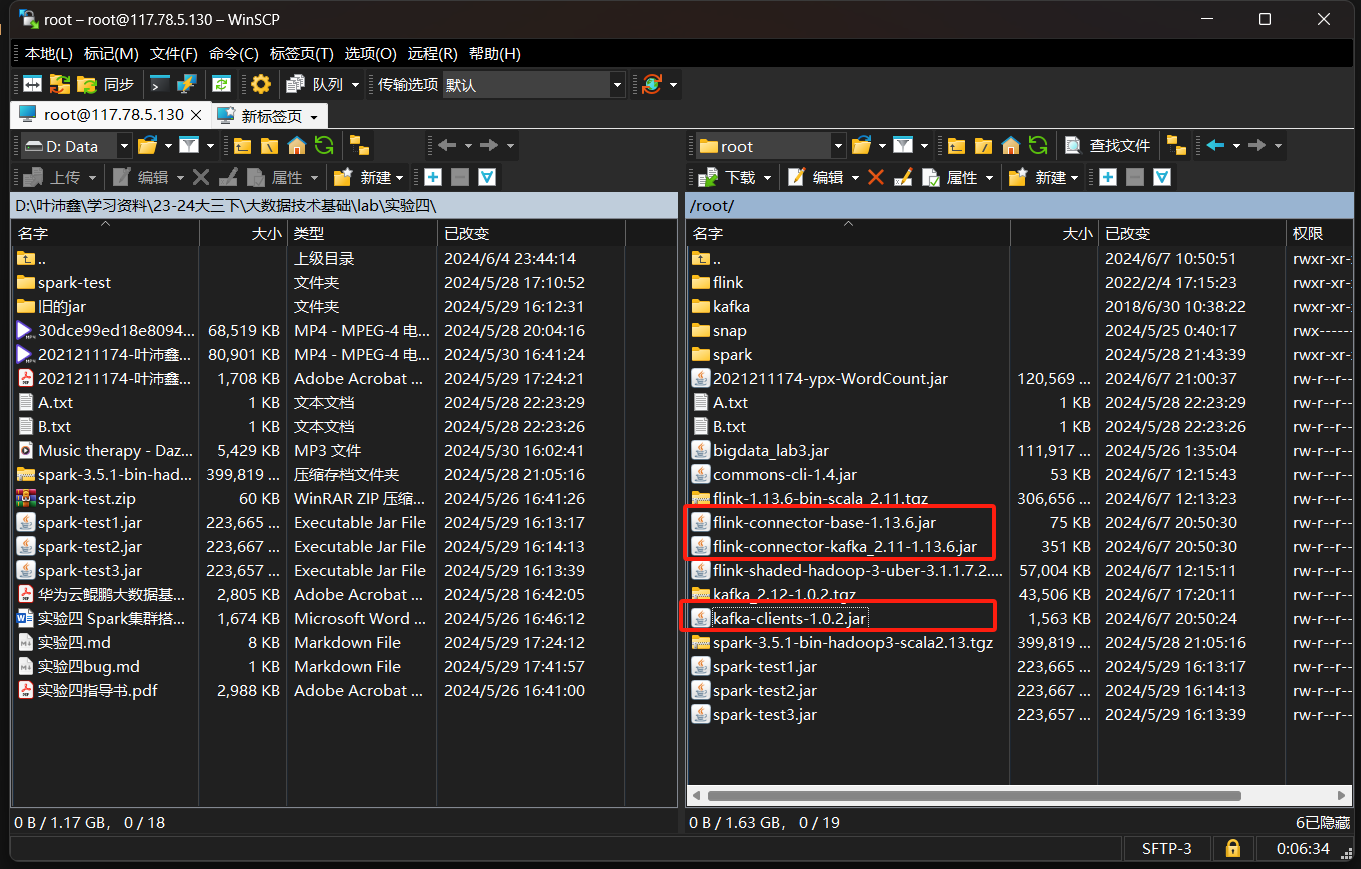 root – root@117.78.5.130 – WinSCP
本地(L) 标记(M) 文件(F) 命令(C) 标签页(T) 选项(O) 远程(R) 帮助(H)
同步 队列 传输选项 默认
root@117.78.5.130 新标签页
D: Data
上传 编辑 属性 新建
D:\叶沛鑫\学习资料\23-24大三下\大数据技术基础\lab\实验四\
名字 大小 类型 已改变
.. 上级目录 2024/6/4 23:44:14
spark-test 文件夹 2024/5/28 17:10:52
旧的jar 文件夹 2024/5/29 16:12:31
30dce99ed18e8094... 68,519 KB MP4 - MPEG-4 电... 2024/5/28 20:04:16
2021211174-叶沛鑫... 80,901 KB MP4 - MPEG-4 电... 2024/5/30 16:41:24
2021211174-叶沛鑫... 1,708 KB Adobe Acrobat ... 2024/5/29 17:24:21
A.txt 1 KB 文本文档 2024/5/28 22:23:29
B.txt 1 KB 文本文档 2024/5/28 22:23:26
Music therapy - Daz... 5,429 KB MP3 文件 2024/5/30 16:02:41
spark-3.5.1-bin-had... 399,819 ... 压缩存档文件夹 2024/5/28 21:05:16
spark-test.zip 60 KB WinRAR ZIP 压缩... 2024/5/28 16:41:26
spark-test1.jar 223,665 ... Executable Jar File 2024/5/29 16:13:17
spark-test2.jar 223,667 ... Executable Jar File 2024/5/29 16:14:13
spark-test3.jar 223,657 ... Executable Jar File 2024/5/29 16:13:39
华为云鲲鹏大数据基... 2,805 KB Adobe Acrobat ... 2024/5/28 16:42:05
实验四 Spark集群搭... 1,674 KB Microsoft Word ... 2024/5/26 16:46:12
实验四.md 8 KB Markdown File 2024/5/29 17:24:12
实验四bug.md 1 KB Markdown File 2024/5/29 17:41:57
实验四指导书.pdf 2,988 KB Adobe Acrobat ... 2024/5/26 16:41:00
0 B / 1.17 GB, 0 / 18
root 查找文件
下载 编辑 属性 新建
/root/
名字 大小 已改变 权限
.. 2024/6/7 10:50:51 rwxr-xr-
flink 2022/2/4 17:15:23 rwxr-xr-
kafka 2018/6/30 10:38:22 rwxr-xr-
snap 2024/5/25 0:40:17 rwx------
spark 2024/5/28 21:43:39 rwxr-xr-
2021211174-ypx-WordCount.jar 120,569 ... 2024/6/7 21:00:37 rw-r--r--
A.txt 1 KB 2024/5/28 22:23:29 rw-r--r--
B.txt 1 KB 2024/5/28 22:23:26 rw-r--r--
bigdata_lab3.jar 111,917 ... 2024/5/26 1:35:04 rw-r--r--
commons-cli-1.4.jar 53 KB 2024/6/7 12:15:43 rw-r--r--
flink-1.13.6-bin-scala_2.11.tgz 306,656 ... 2024/6/7 12:13:23 rw-r--r--
flink-connector-base-1.13.6.jar 75 KB 2024/6/7 20:50:30 rw-r--r--
flink-connector-kafka_2.11-1.13.6.jar 351 KB 2024/6/7 20:50:30 rw-r--r--
flink-shaded-hadoop-3-uber-3.1.1.7.2.... 57,004 KB 2024/6/7 12:15:11 rw-r--r--
kafka_2.12-1.0.2.tgz 43,506 KB 2024/6/7 17:20:11 rw-r--r--
kafka-clients-1.0.2.jar 1,563 KB 2024/6/7 20:50:24 rw-r--r--
spark-3.5.1-bin-hadoop3-scala2.13.tgz 399,819 ... 2024/5/28 21:05:16 rw-r--r--
spark-test1.jar 223,665 ... 2024/5/29 16:13:17 rw-r--r--
spark-test2.jar 223,667 ... 2024/5/29 16:14:13 rw-r--r--
spark-test3.jar 223,657 ... 2024/5/29 16:13:39 rw-r--r--
0 B / 1.63 GB, 0 / 19 6已隐藏
SFTP-3 0:06:34